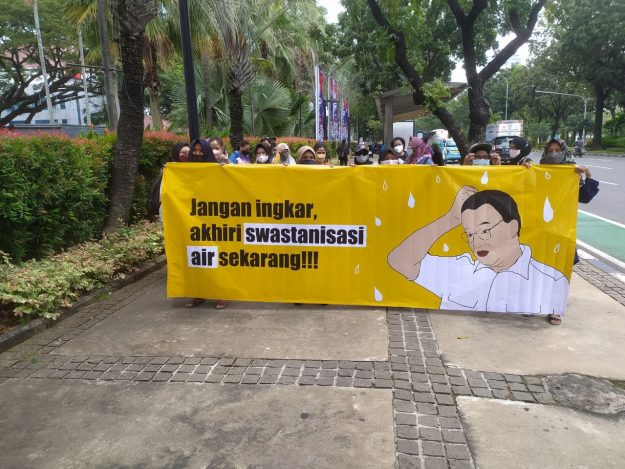 Jangan ingkar,
akhiri swastanisasi
air sekarang!!!